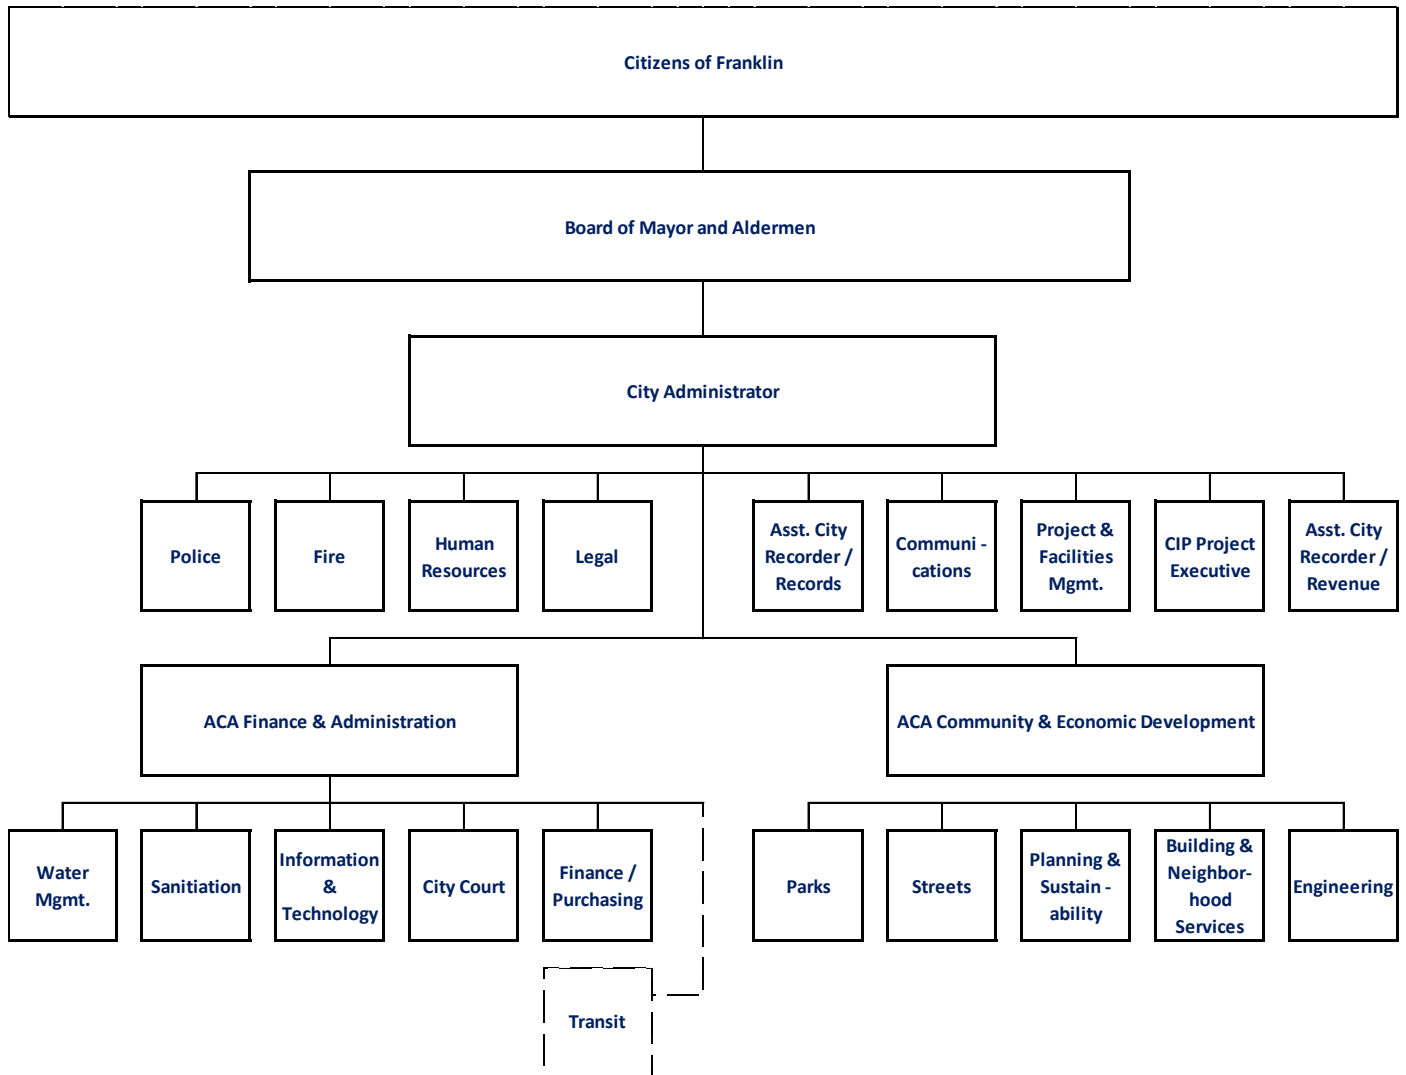 Citizens of Franklin
Board of Mayor and Aldermen
City Administrator
Police
Fire
Human
Resources
Legal
Asst. City
Recorder /
Records
Communi -
cations
Project &
Facilities
Mgmt.
CIP Project
Executive
Asst. City
Recorder /
Revenue
ACA Finance & Administration
ACA Community & Economic Development
Water
Mgmt.
Sanitiation
Information
&
Technology
City Court
Finance /
Purchasing
Parks
Streets
Planning &
Sustain -
ability
Building &
Neighbor-
hood
Services
Engineering
Transit